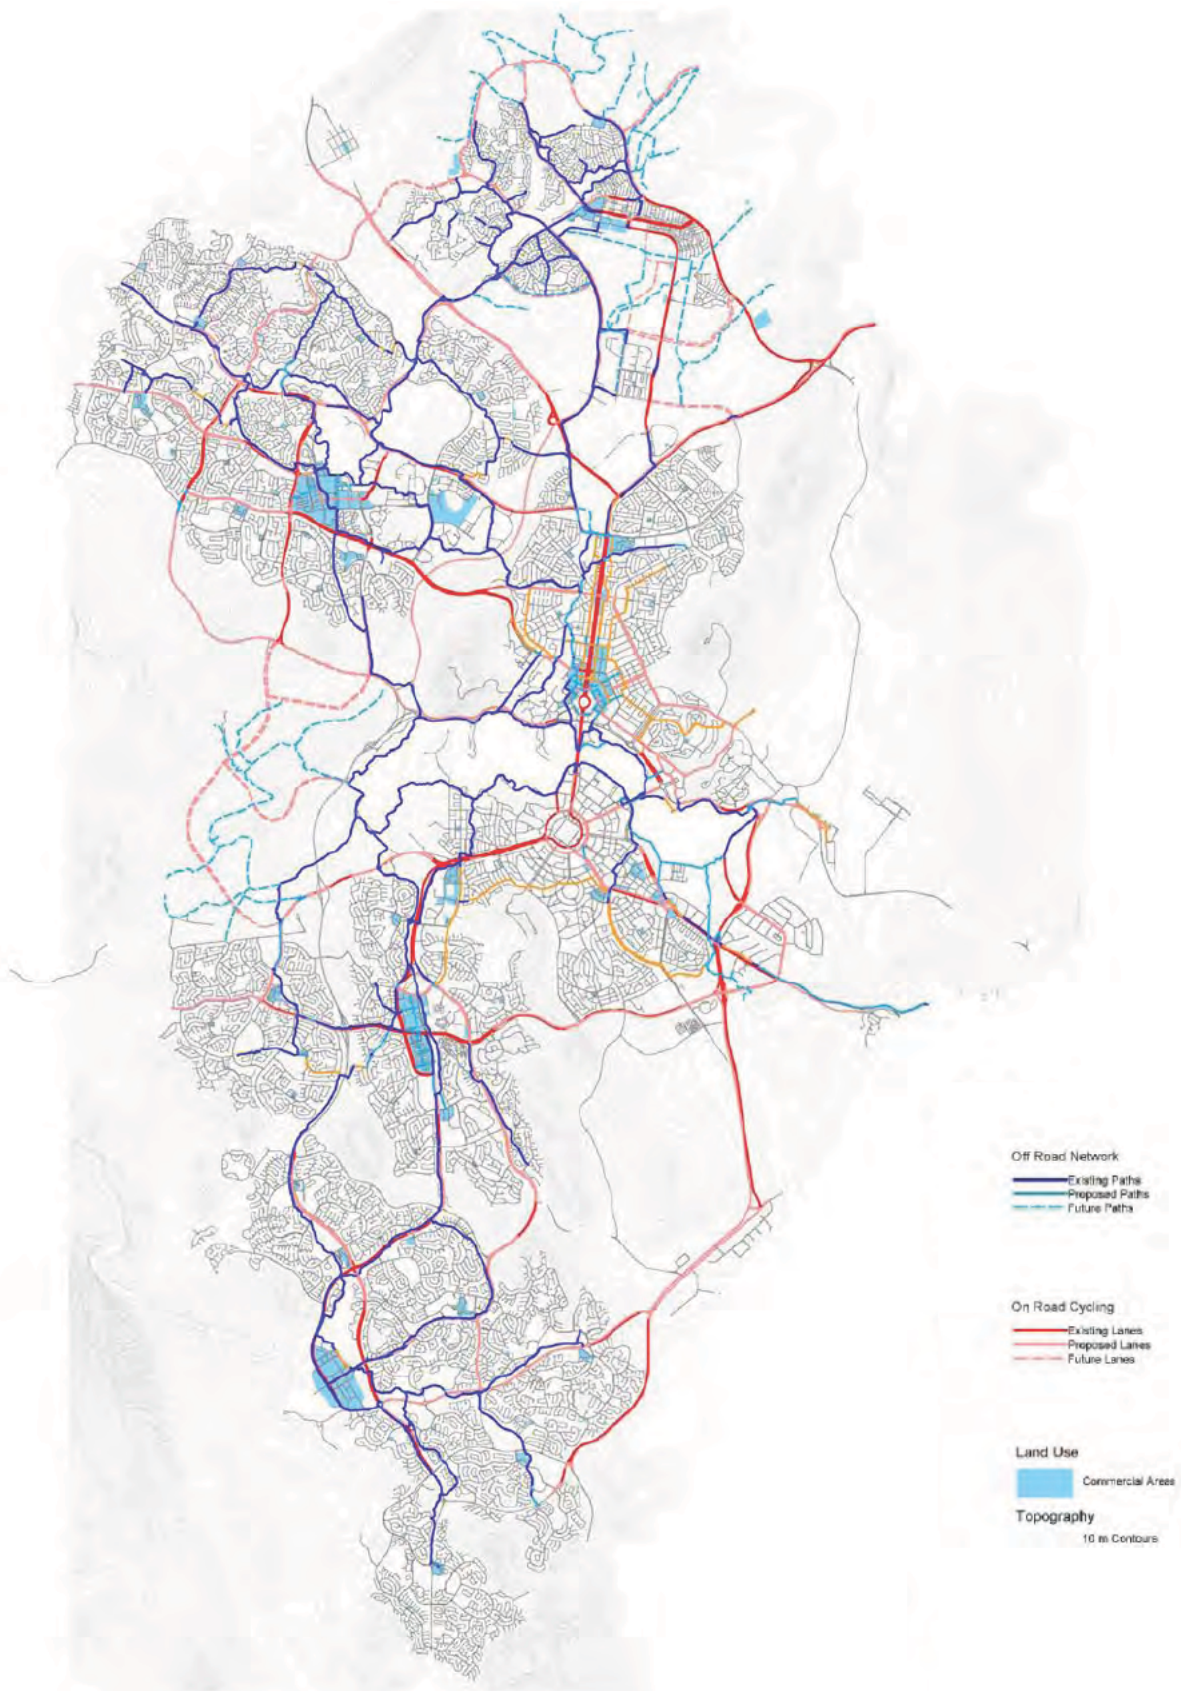 Off Road Network
Existing Paths
Proposed Paths
Future Paths
On Road Cycling
Existing Lanes
Proposed Lanes
Future Lanes
Land Use
Commercial Areas
Topography
10 m Contours